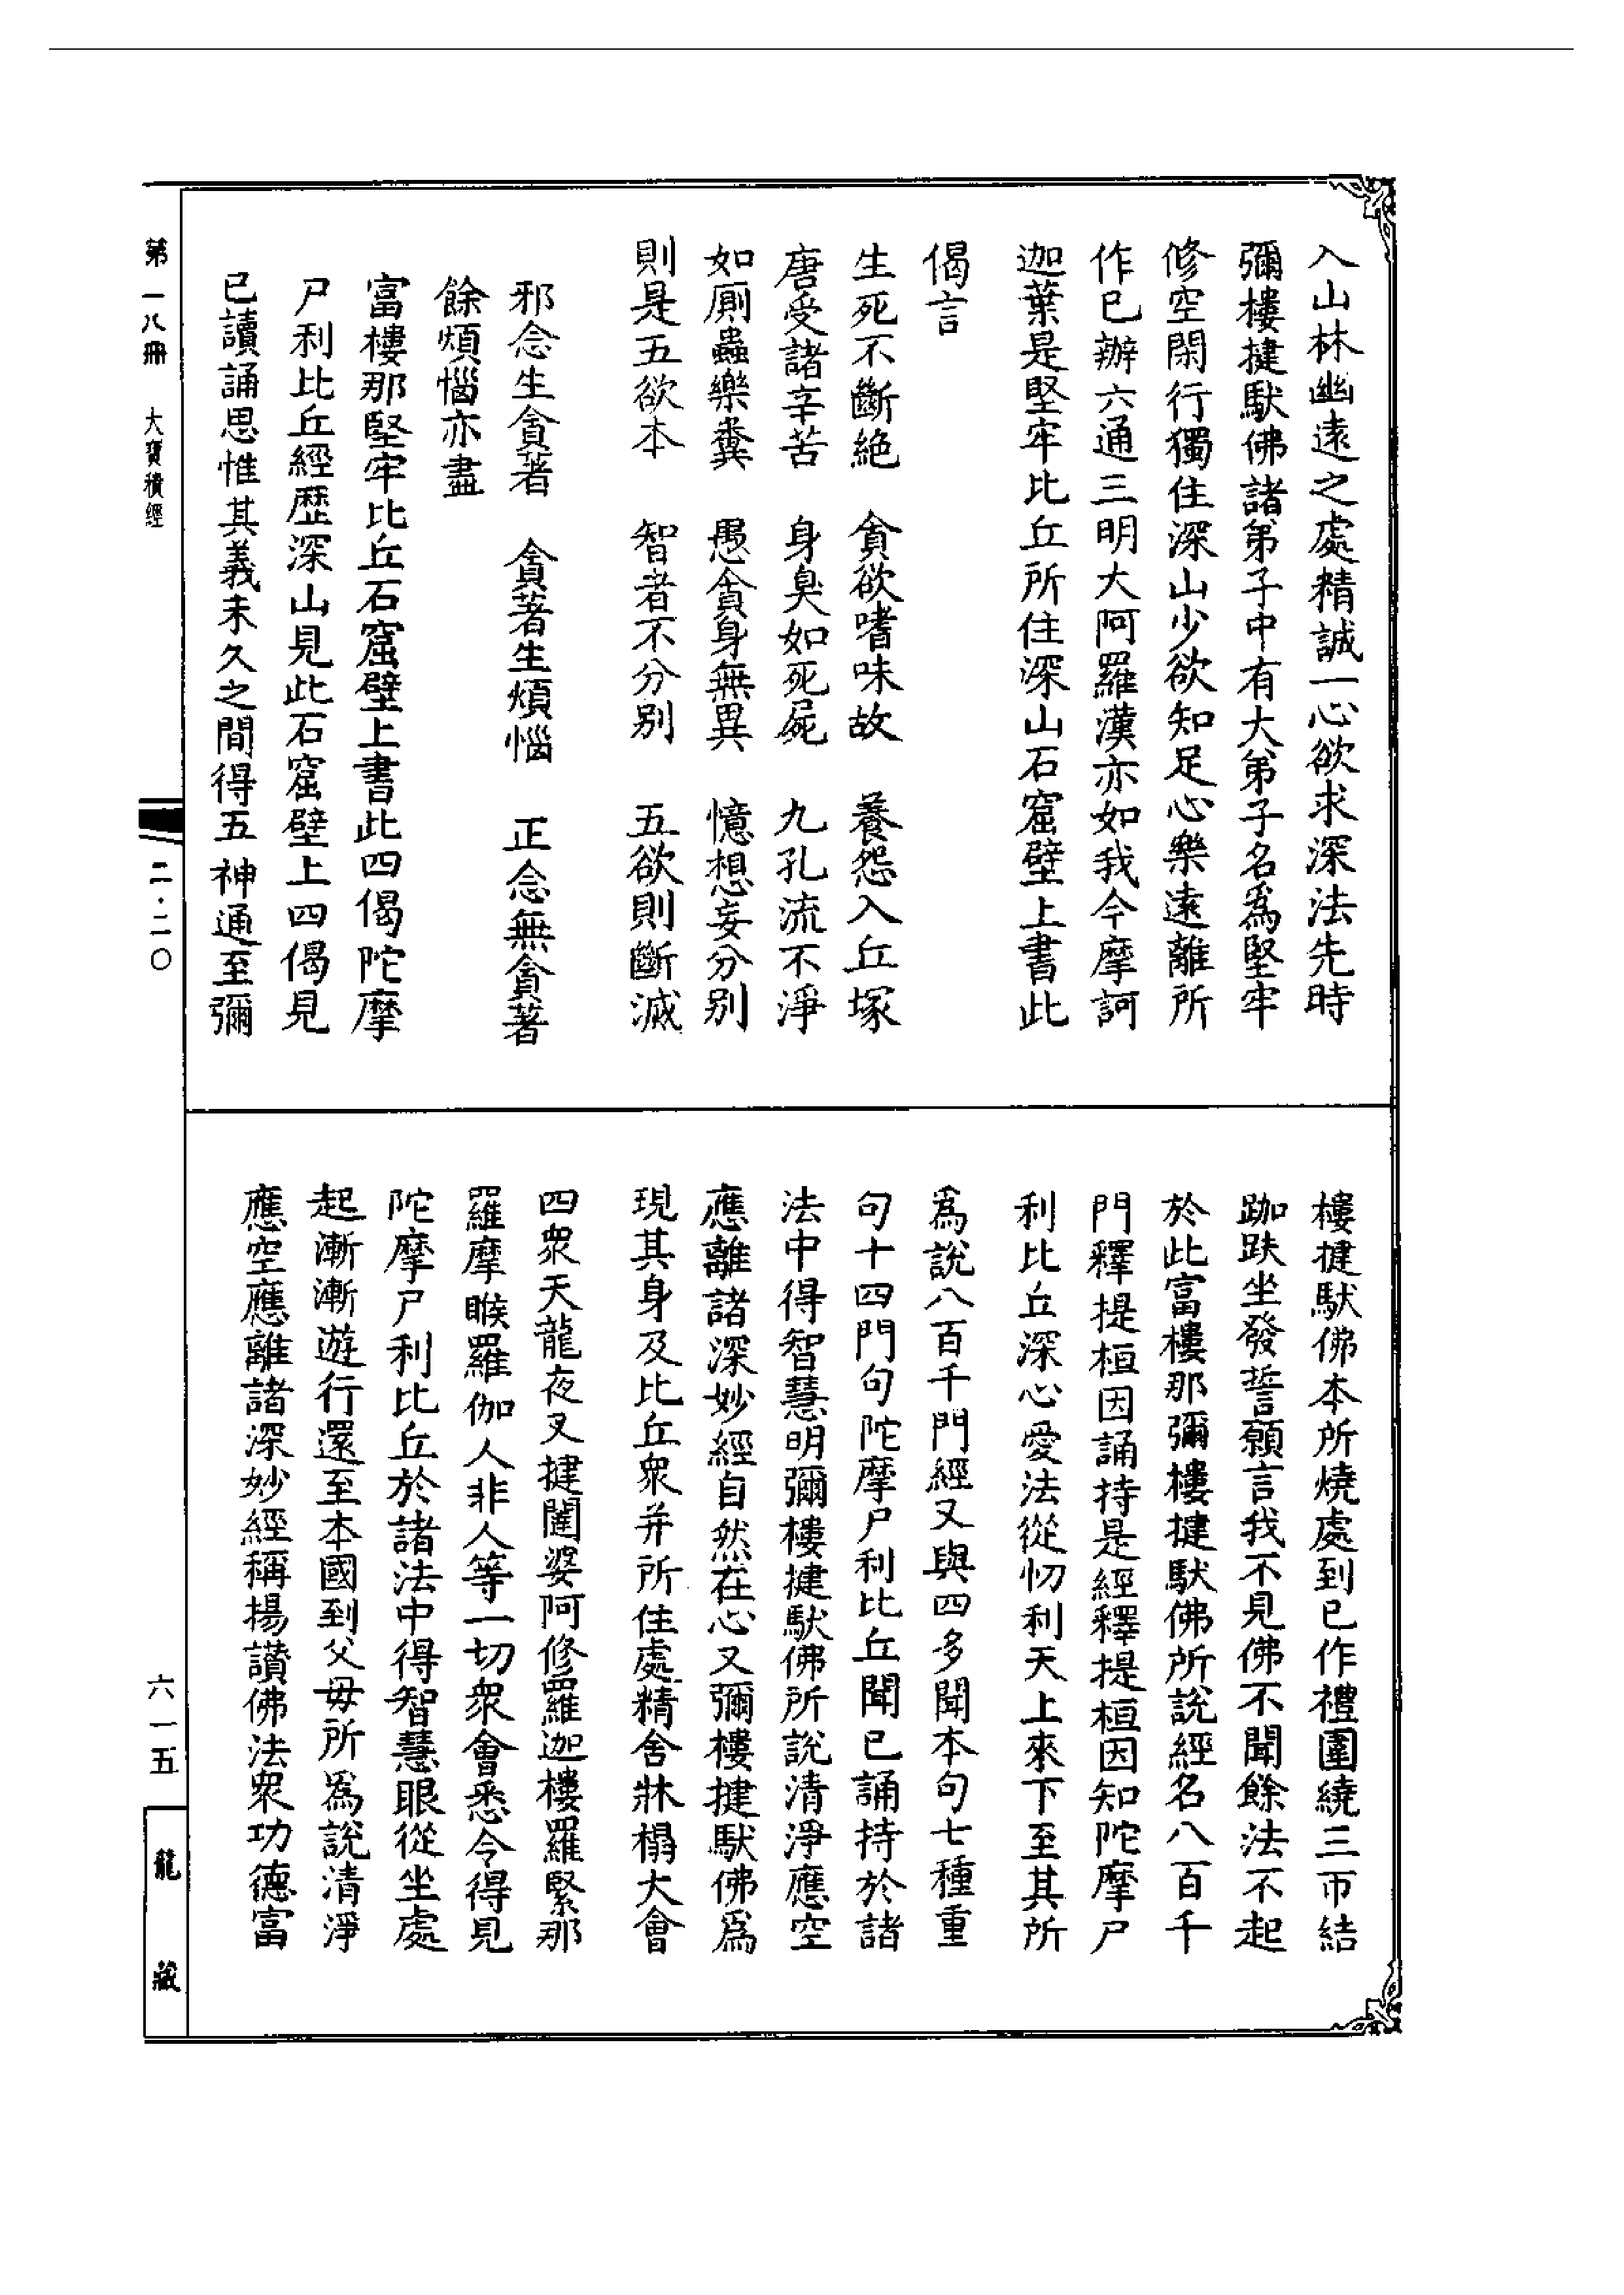 入山林幽遠之處精誠一心欲求深法先時
彌樓揵馱佛諸弟子中有大弟子名爲堅牢
修空閑行獨住深山少欲知足心樂遠離所
作已辦六通三明大阿羅漢亦如我今摩訶
迦葉是堅牢比丘所住深山石窟壁上書此
偈言
生死不斷絶　貪欲嗜味故　養怨入丘塚
唐受諸辛苦　身臭如死屍　九孔流不淨
如廁蟲樂糞　愚貪身無異　憶想妄分别
則是五欲本　智者不分别　五欲則斷滅
邪念生貪著　貪著生煩惱　正念無貪著
餘煩惱亦盡
富樓那堅牢比丘石窟壁上書此四偈陀摩
尸利比丘經歷深山見此石窟壁上四偈見
已讀誦思惟其義未久之間得五神通至彌
樓揵馱佛本所燒處到已作禮圍繞三帀結
跏趺坐發誓願言我不見佛不聞餘法不起
於此富樓那彌樓揵馱佛所說經名八百千
門釋提桓因誦持是經釋提桓因知陀摩尸
利比丘深心愛法從忉利天上來下至其所
爲說八百千門經又與四多聞本句七種重
句十四門句陀摩尸利比丘聞已誦持於諸
法中得智慧明彌樓揵馱佛所說清淨應空
應離諸深妙經自然在心又彌樓揵馱佛爲
現其身及比丘衆并所住處精舍牀榻大會
四衆天龍夜叉揵闥婆阿修羅迦樓羅緊那
羅摩睺羅伽人非人等一切衆會悉令得見
陀摩尸利比丘於諸法中得智慧眼從坐處
起漸漸遊行還至本國到父母所爲說清淨
應空應離諸深妙經稱揚讃佛法衆功德富
第一八冊　大寶積經
二·二〇
六一五
龍藏